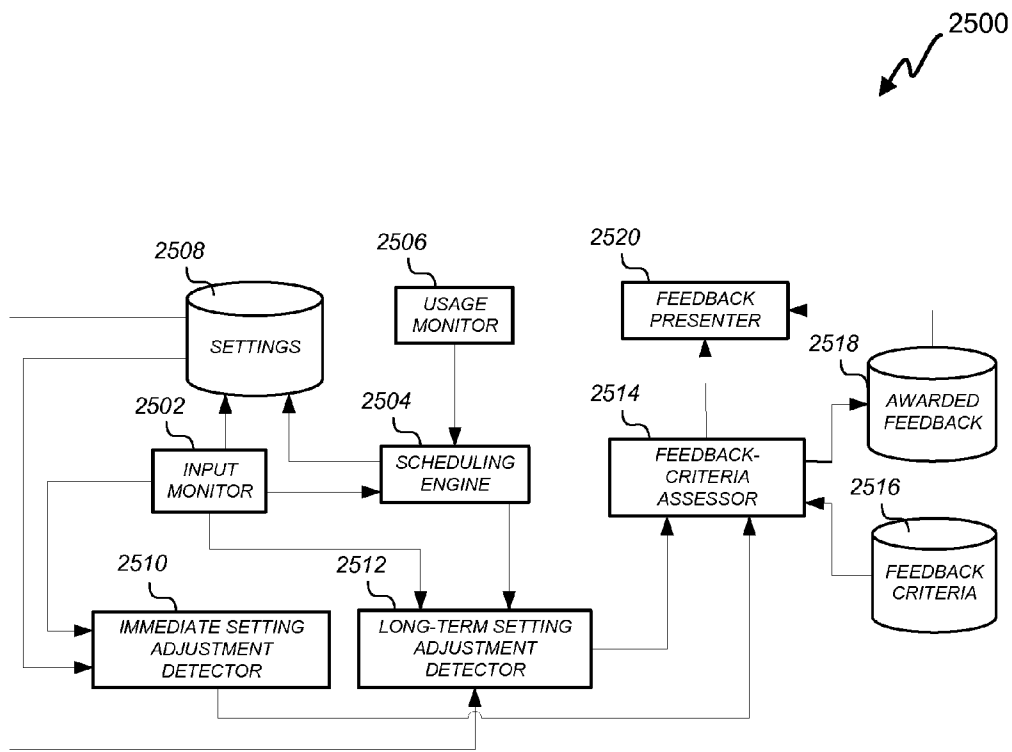 2500
2508
SETTINGS
2506
USAGE
MONITOR
2520
FEEDBACK
PRESENTER
2518
AWARDED
FEEDBACK
2502
INPUT
MONITOR
2504
SCHEDULING
ENGINE
2514
FEEDBACK-
CRITERIA
ASSESSOR
2516
FEEDBACK
CRITERIA
2510
IMMEDIATE SETTING
ADJUSTMENT
DETECTOR
2512
LONG-TERM SETTING
ADJUSTMENT
DETECTOR